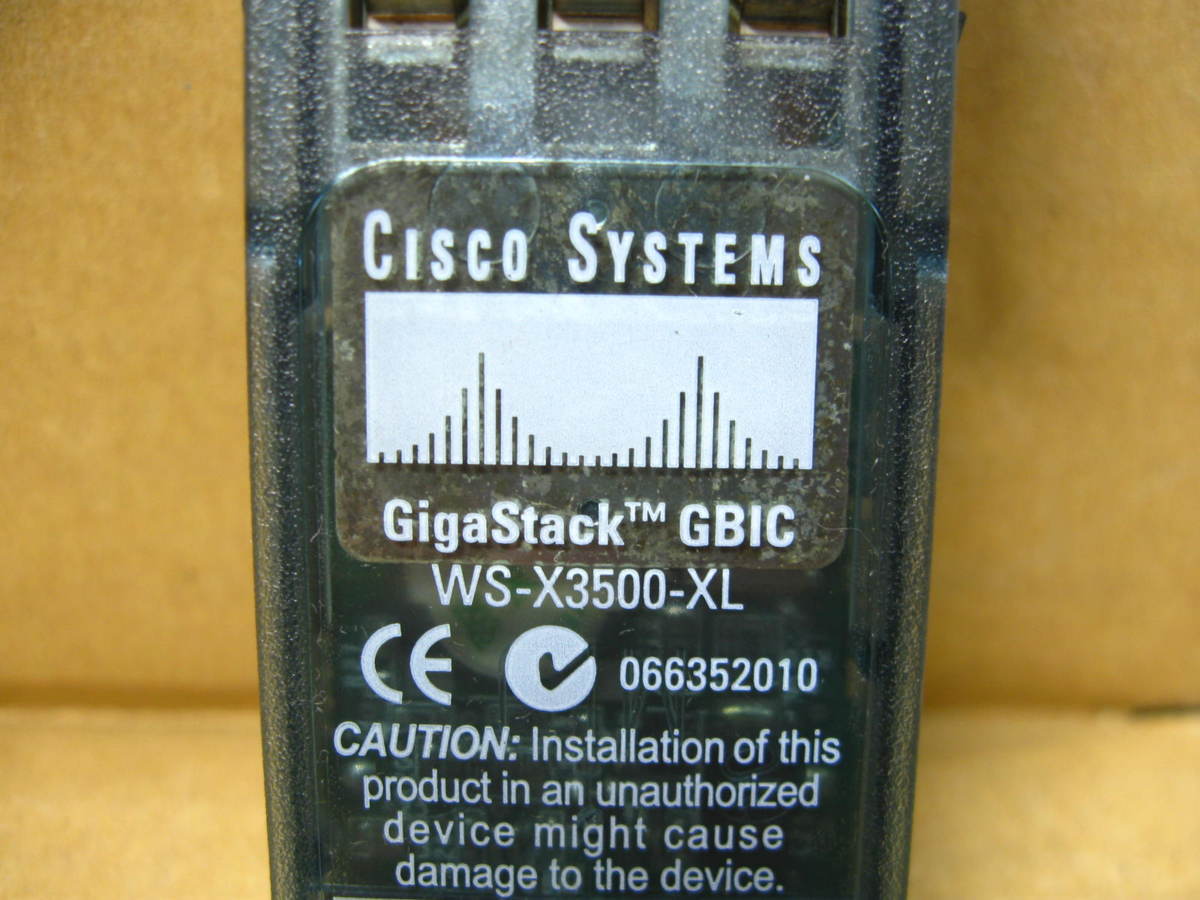 CISCO SYSTEMS
GigaStack™ GBIC
WS-X3500-XL
CE 066352010
CAUTION: Installation of this
product in an unauthorized
device might cause
damage to the device.